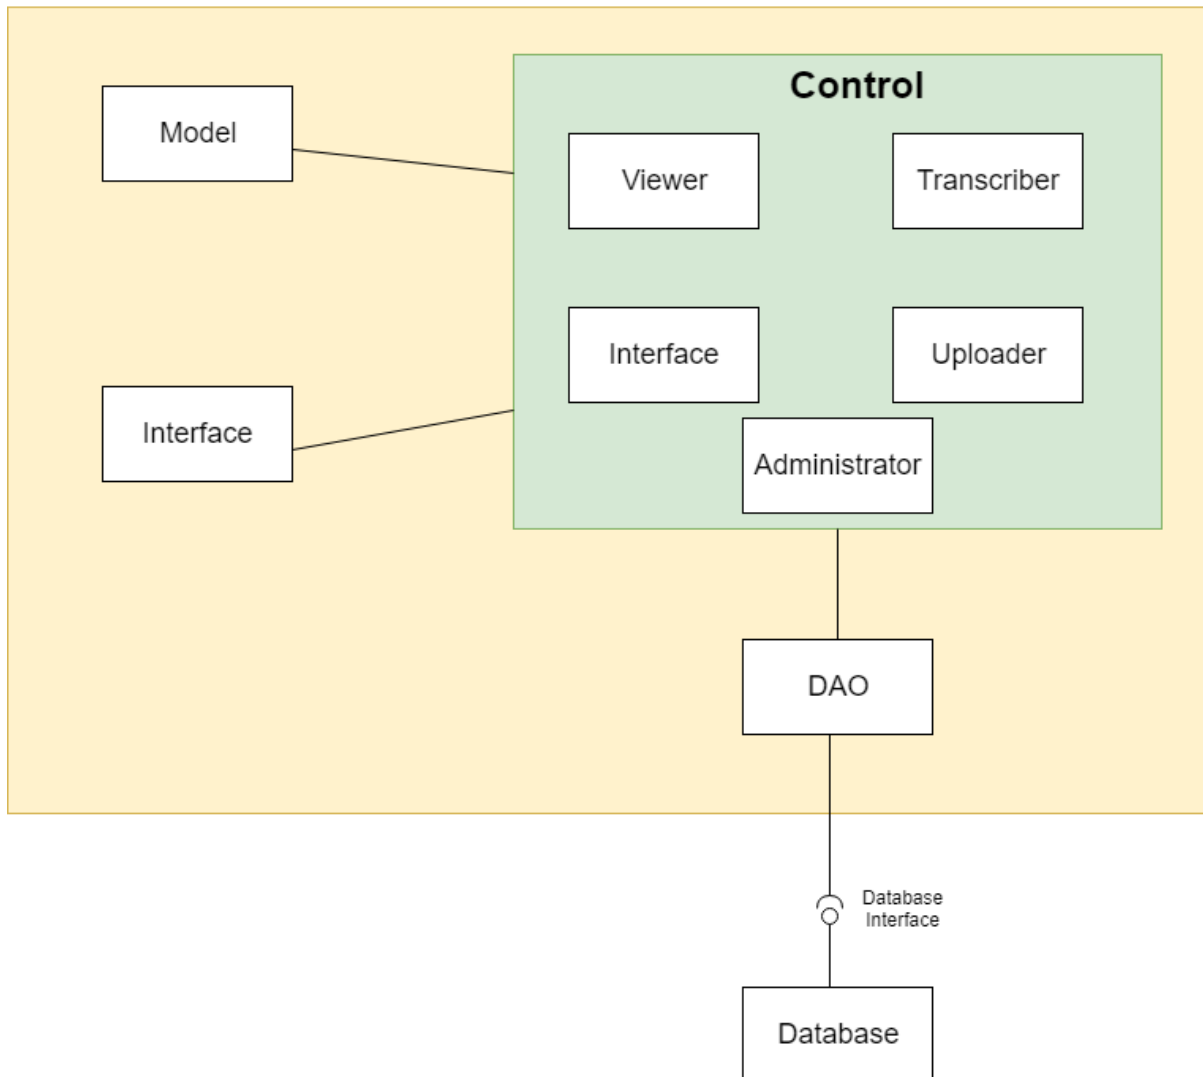 Control
Model
Viewer
Transcriber
Interface
Uploader
Interface
Administrator
DAO
Database
Interface
Database